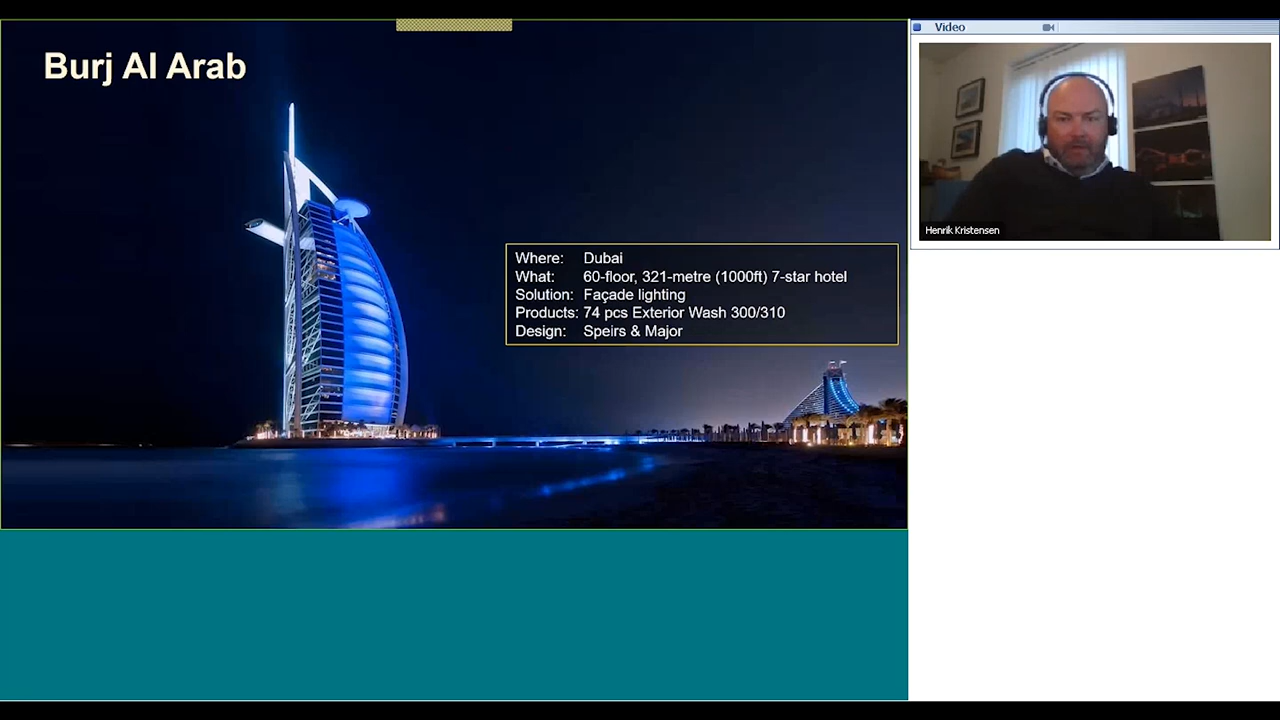 Burj Al Arab
Where: Dubai
What: 60-floor, 321-metre (1000ft) 7-star hotel
Solution: Façade lighting
Products: 74 pcs Exterior Wash 300/310
Design: Speirs & Major
Video
Henrik Kristensen